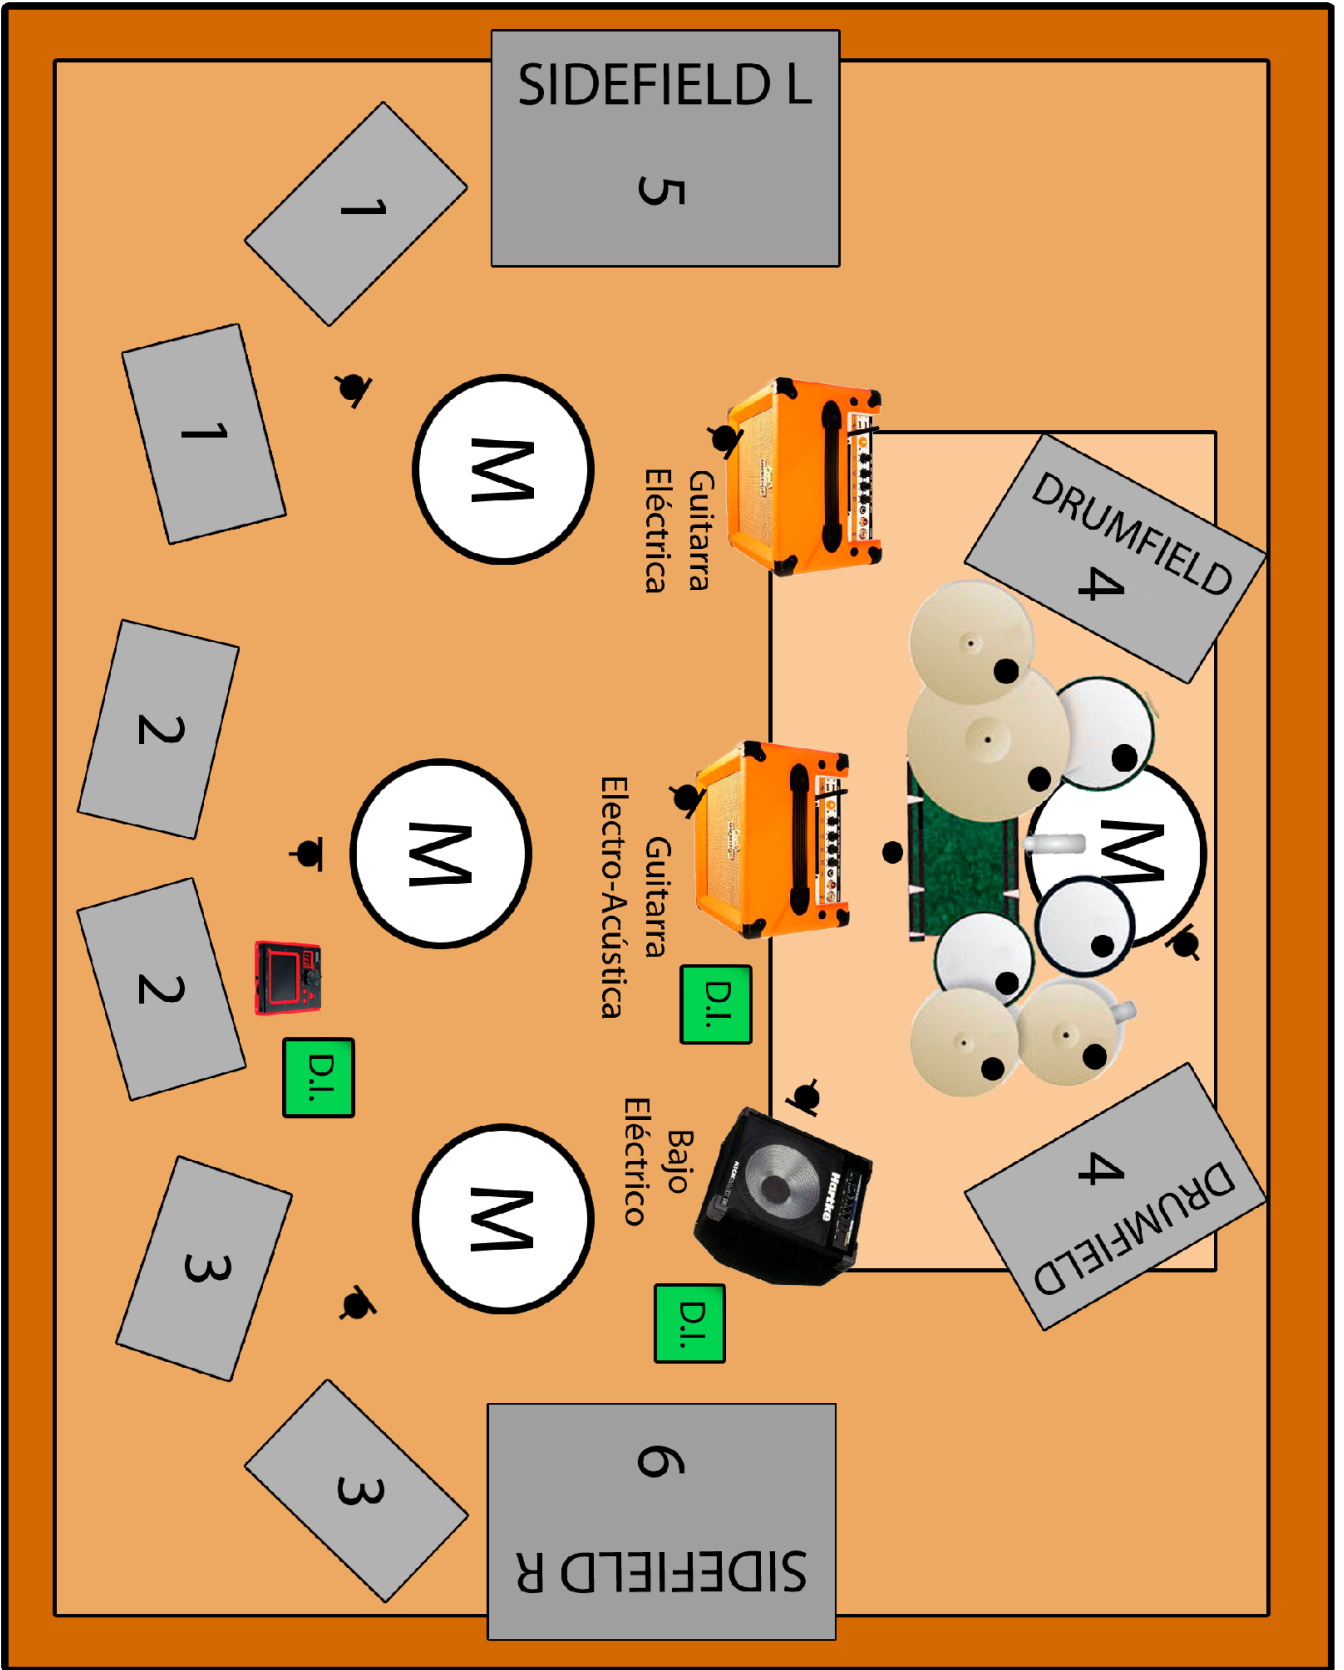 SIDEFIELD L
5
1
1
M
Guitarra
Eléctrica
DRUMFIELD
4
2
M
Guitarra
Electro-Acústica
M
2
D.I.
D.I.
Bajo
Eléctrico
Hartke
4
DRUMFIELD
3
M
D.I.
3
6
SIDEFIELD R